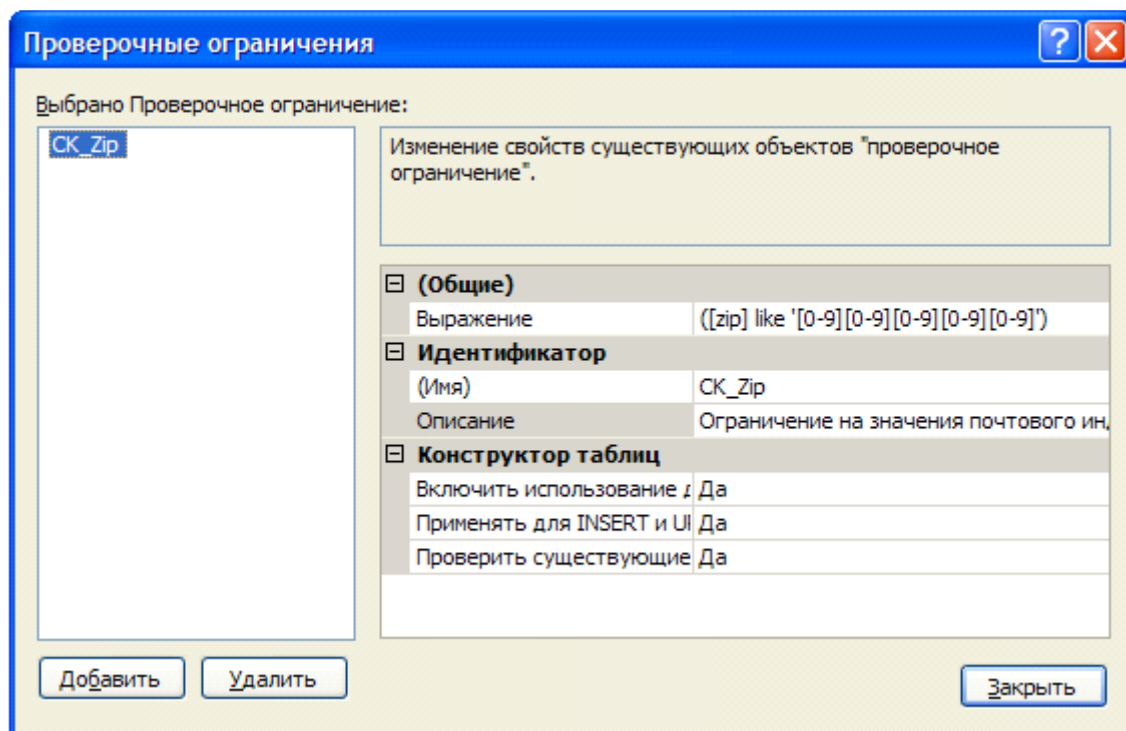 Проверочные ограничения
Выбрано Проверочное ограничение:
CK_Zip
Изменение свойств существующих объектов "проверочное
ограничение".
(Общие)
Выражение ([zip] like '[0-9][0-9][0-9][0-9][0-9]')
Идентификатор
(Имя) CK_Zip
Описание Ограничение на значения почтового ин
Конструктор таблиц
Включить использование д Да
Применять для INSERT и UI Да
Проверить существующие Да
Добавить Удалить
Закрыть